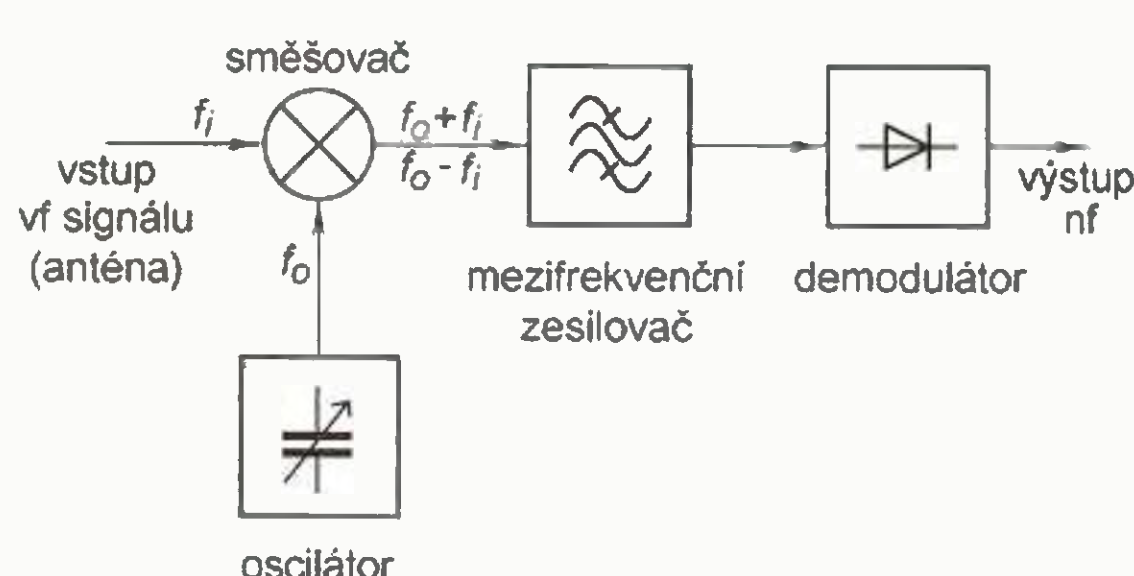 směšovač
f_i
f_o+f_i
f_o-f_i
vstup
vf signálu
(anténa)
f_o
mezifrekvenční
zesilovač
demodulátor
výstup
nf
oscilátor